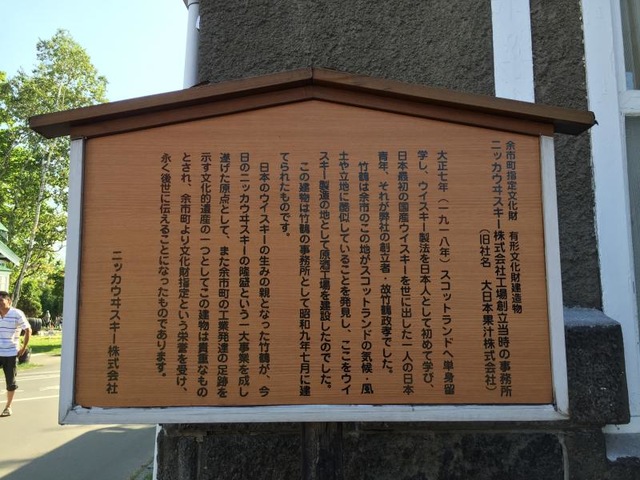 余市町指定文化財　有形文化財建造物
ニッカウヰスキー株式会社工場創立当時の事務所
（旧社名　大日本果汁株式会社）
大正七年（一九一八年）スコットランドへ単身留
学し、ウイスキー製法を日本人として初めて学び、
日本最初の国産ウイスキーを世に出した一人の日本
青年、それが弊社の創立者　故竹鶴政孝でした。
竹鶴は余市のこの地がスコットランドの気候・風
土や立地に酷似していることを発見し、ここをウイ
スキー製造の地として原酒工場を建設したのでした。
この建物は竹鶴の事務所として昭和九年七月に建
てられたものです。
日本のウイスキーの生みの親となった竹鶴が、今
日のニッカウヰスキーの隆盛という一大事業を成し
遂げた原点として、また余市町の工業発達の足跡を
示す文化的遺産の一つとしてこの建物は貴重なもの
とされ、余市町より文化財指定という栄誉を受け、
永く後世に伝えることになったものであります。
ニッカウヰスキー株式会社